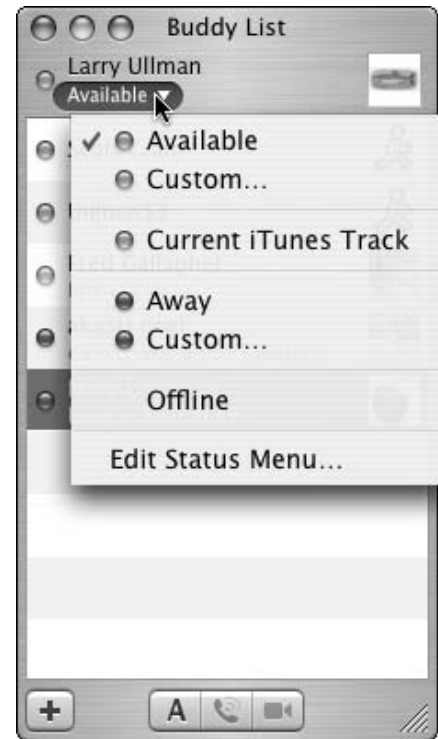 Buddy List
Larry Ullman
Available
Available
Custom...
Current iTunes Track
Away
Custom...
Offline
Edit Status Menu...
A